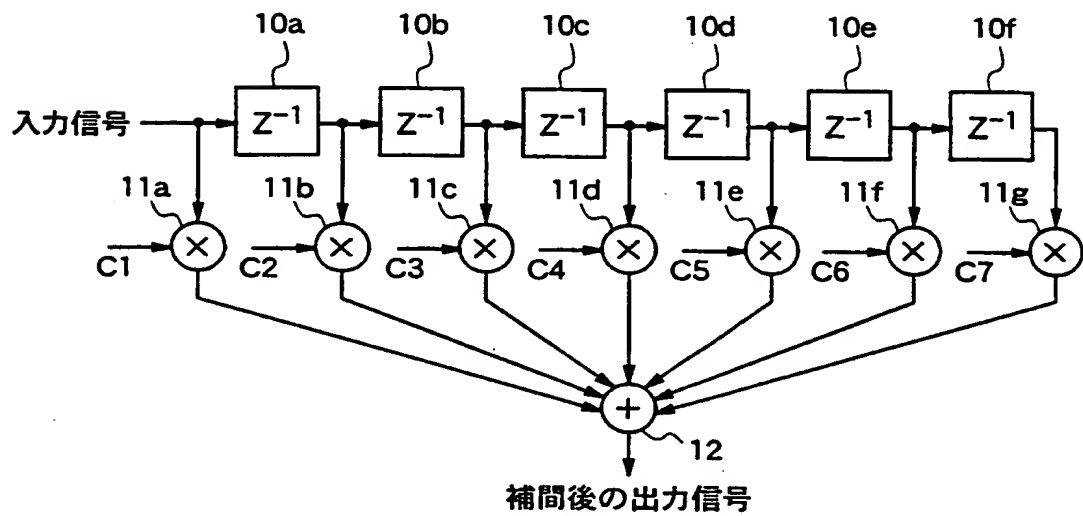 10a 10b 10c 10d 10e 10f
入力信号 Z⁻¹ Z⁻¹ Z⁻¹ Z⁻¹ Z⁻¹ Z⁻¹
11a 11b 11c 11d 11e 11f 11g
× × × × × × ×
C1 C2 C3 C4 C5 C6 C7
+
12
補間後の出力信号